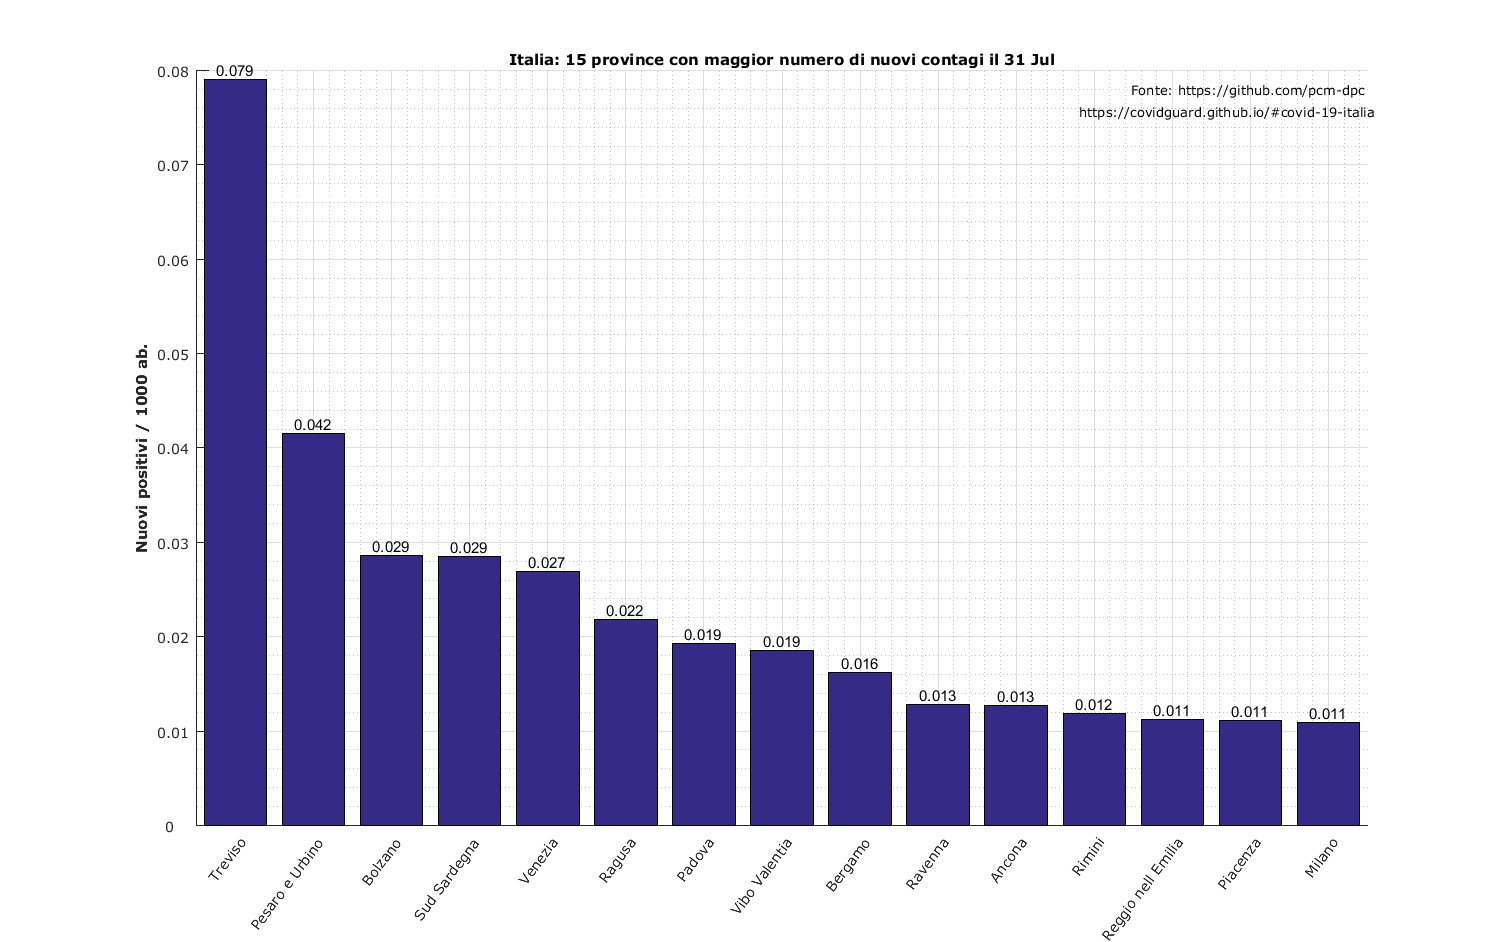 Italia: 15 province con maggior numero di nuovi contagi il 31 Jul
Fonte: https://github.com/pcm-dpc
https://covidguard.github.io/#covid-19-italia
Nuovi positivi / 1000 ab.
0.08
0.07
0.06
0.05
0.04
0.03
0.02
0.01
0
0.079
0.042
0.029
0.029
0.027
0.022
0.019
0.019
0.016
0.013
0.013
0.012
0.011
0.011
0.011
Treviso
Pesaro e Urbino
Bolzano
Sud Sardegna
Venezia
Ragusa
Padova
Vibo Valentia
Bergamo
Ravenna
Ancona
Rimini
Reggio nell Emilia
Piacenza
Milano